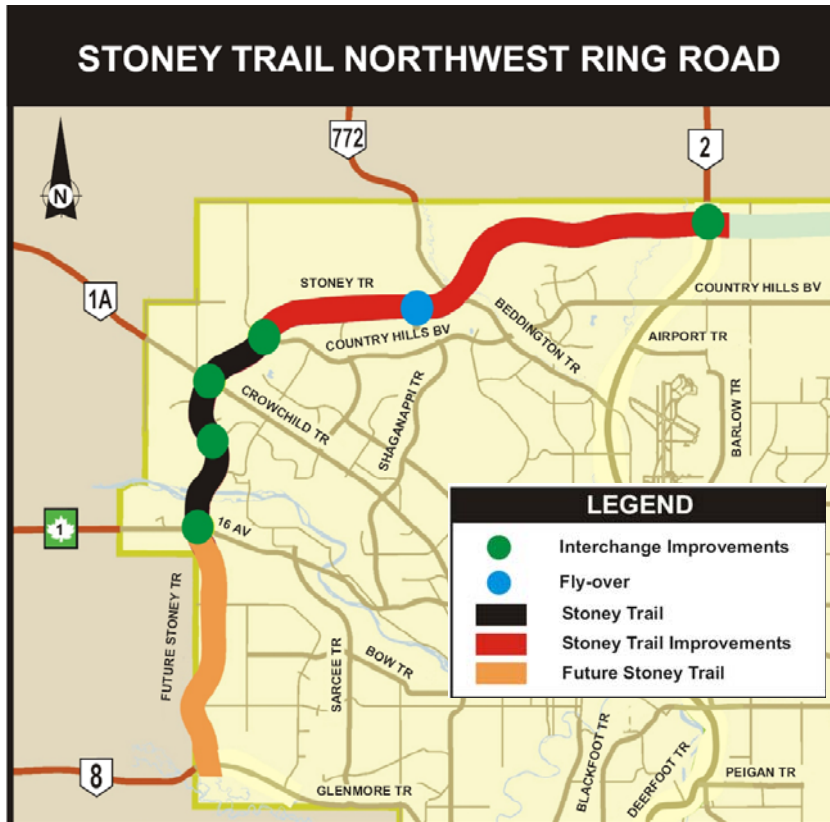 STONEY TRAIL NORTHWEST RING ROAD
772
2
N
1A
STONEY TR
COUNTRY HILLS BV
COUNTRY HILLS BV
BEDDINGTON TR
AIRPORT TR
CROWCHILD TR
SHAGANAPPI TR
BARLOW TR
1
16 AV
FUTURE STONEY TR
SARCEE TR
BOW TR
8
GLENMORE TR
BLACKFOOT TR
DEERFOOT TR
PEIGAN TR
LEGEND
Interchange Improvements
Fly-over
Stoney Trail
Stoney Trail Improvements
Future Stoney Trail